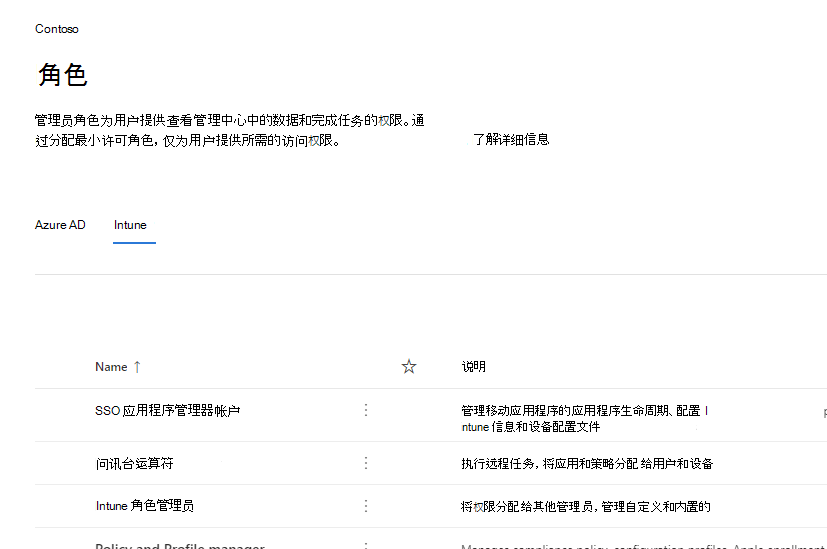 Contoso
角色
管理员角色为用户提供查看管理中心中的数据和完成任务的权限。通
过分配最小许可角色，仅为用户提供所需的访问权限。
了解详细信息
Azure AD Intune
Name ↑ 说明
SSO 应用程序管理器帐户 管理移动应用程序的应用程序生命周期、配置 I
ntune 信息和设备配置文件
问讯台运算符 执行远程任务，将应用和策略分配 给用户和设备
Intune 角色管理员 将权限分配给其他管理员，管理自定义和内置的
Policy and Profile manager Manage compliance policy, configuration profiles, Apple enrollment